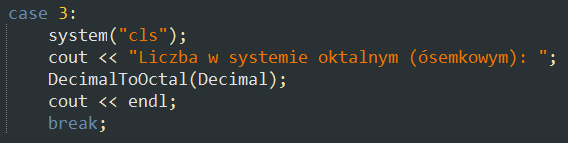 case 3:
system("cls");
cout << "Liczba w systemie oktalnym (ósemkowym): ";
DecimalToOctal(Decimal);
cout << endl;
break;